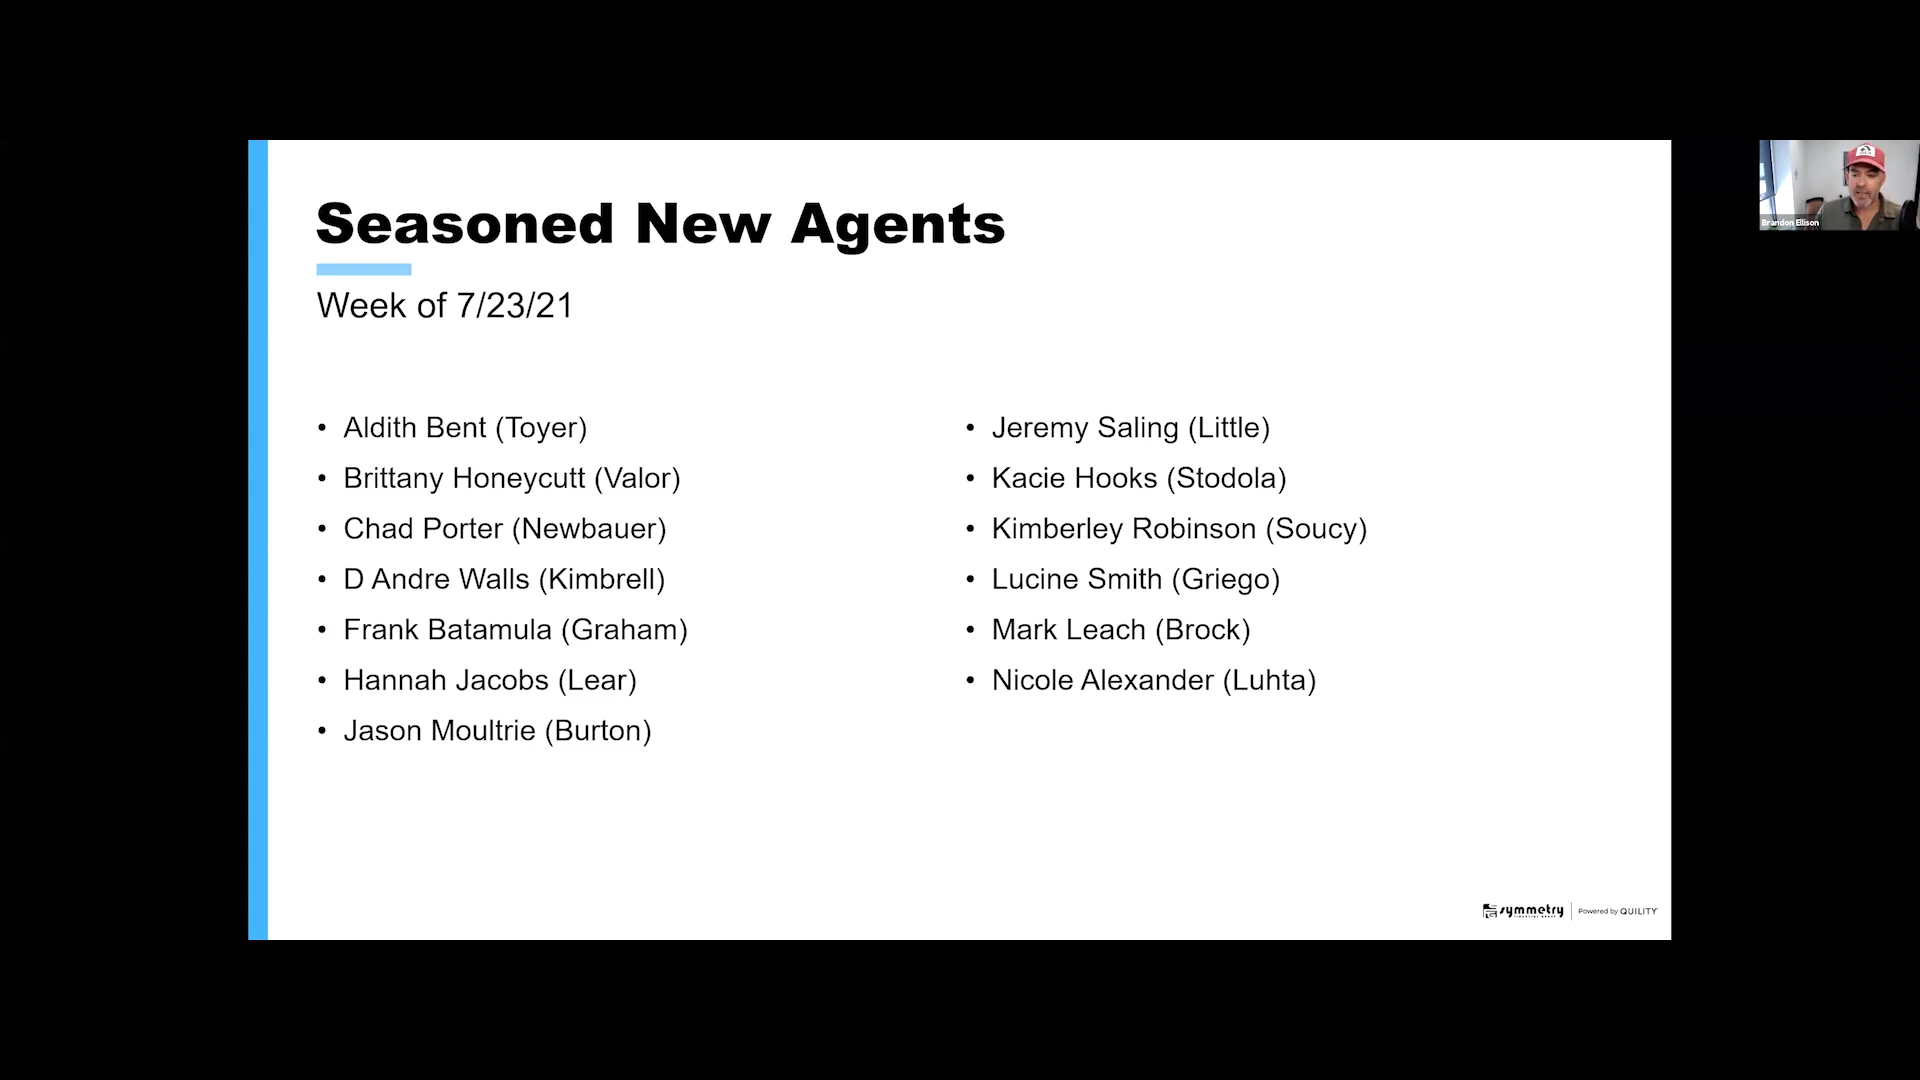 Seasoned New Agents
Week of 7/23/21
• Aldith Bent (Toyer)
• Brittany Honeycutt (Valor)
• Chad Porter (Newbauer)
• D Andre Walls (Kimbrell)
• Frank Batamula (Graham)
• Hannah Jacobs (Lear)
• Jason Moultrie (Burton)
• Jeremy Saling (Little)
• Kacie Hooks (Stodola)
• Kimberley Robinson (Soucy)
• Lucine Smith (Griego)
• Mark Leach (Brock)
• Nicole Alexander (Luhta)
Brandon Ellison
symmetry
Powered by QUILITY